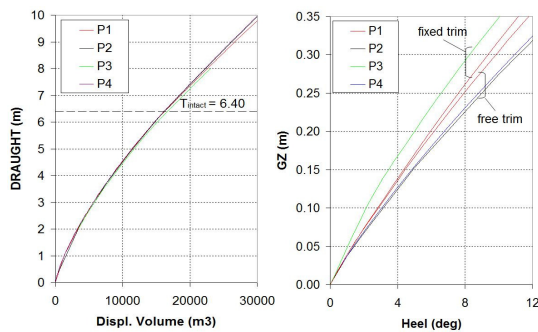 10
9
8
7
6
5
4
3
2
1
0
DRAUGHT (m)
P1
P2
P3
P4
Tintact = 6.40
0
10000
20000
30000
Displ. Volume (m3)
0.35
0.30
0.25
0.20
0.15
0.10
0.05
0.00
GZ (m)
P1
P2
P3
P4
fixed trim
free trim
0
4
8
12
Heel (deg)